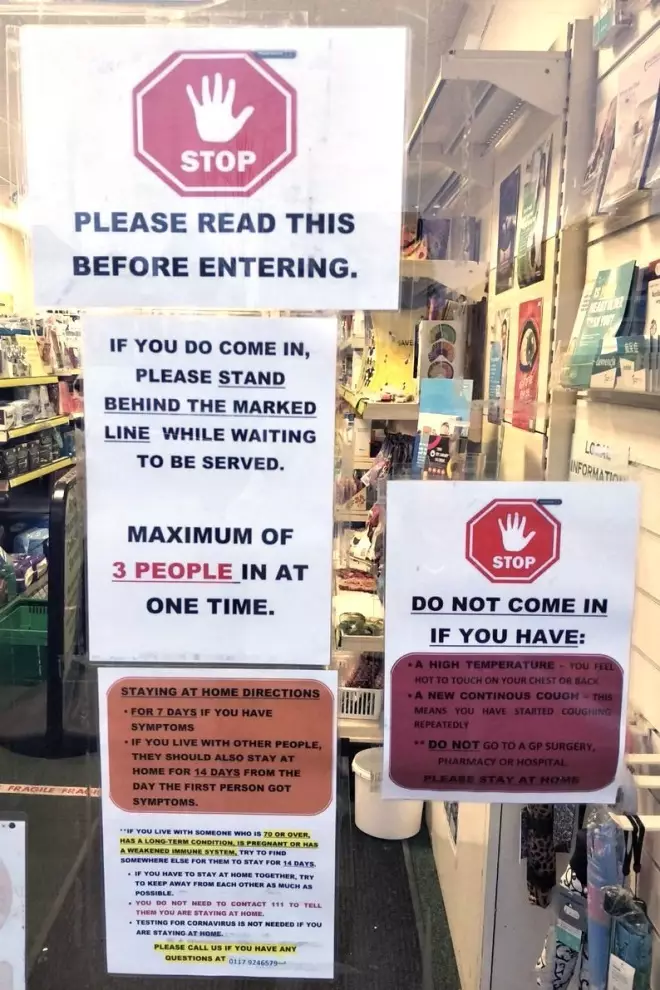 STOP
PLEASE READ THIS
BEFORE ENTERING.
IF YOU DO COME IN,
PLEASE STAND
BEHIND THE MARKED
LINE WHILE WAITING
TO BE SERVED.
MAXIMUM OF
3 PEOPLE IN AT
ONE TIME.
STAYING AT HOME DIRECTIONS
• FOR 7 DAYS IF YOU HAVE
SYMPTOMS
• IF YOU LIVE WITH OTHER PEOPLE,
THEY SHOULD ALSO STAY AT
HOME FOR 14 DAYS FROM THE
DAY THE FIRST PERSON GOT
SYMPTOMS.
**IF YOU LIVE WITH SOMEONE WHO IS 70 OR OVER,
HAS A LONG-TERM CONDITION, IS PREGNANT OR HAS
A WEAKENED IMMUNE SYSTEM, TRY TO FIND
SOMEWHERE ELSE FOR THEM TO STAY FOR 14 DAYS.
• IF YOU HAVE TO STAY AT HOME TOGETHER, TRY
TO KEEP AWAY FROM EACH OTHER AS MUCH AS
POSSIBLE.
• YOU DO NOT NEED TO CONTACT 111 TO TELL
THEM YOU ARE STAYING AT HOME.
• TESTING FOR CORNAVIRUS IS NOT NEEDED IF YOU
ARE STAYING AT HOME.
PLEASE CALL US IF YOU HAVE ANY
QUESTIONS AT 0117 9246579
STOP
DO NOT COME IN
IF YOU HAVE:
• A HIGH TEMPERATURE - YOU FEEL
HOT TO TOUCH ON YOUR CHEST OR BACK
• A NEW CONTINOUS COUGH - THIS
MEANS YOU HAVE STARTED COUGHING
REPEATEDLY
** DO NOT GO TO A GP SURGERY,
PHARMACY OR HOSPITAL.
PLEASE STAY AT HOME
LOCAL
INFORMATION
FRAGILE